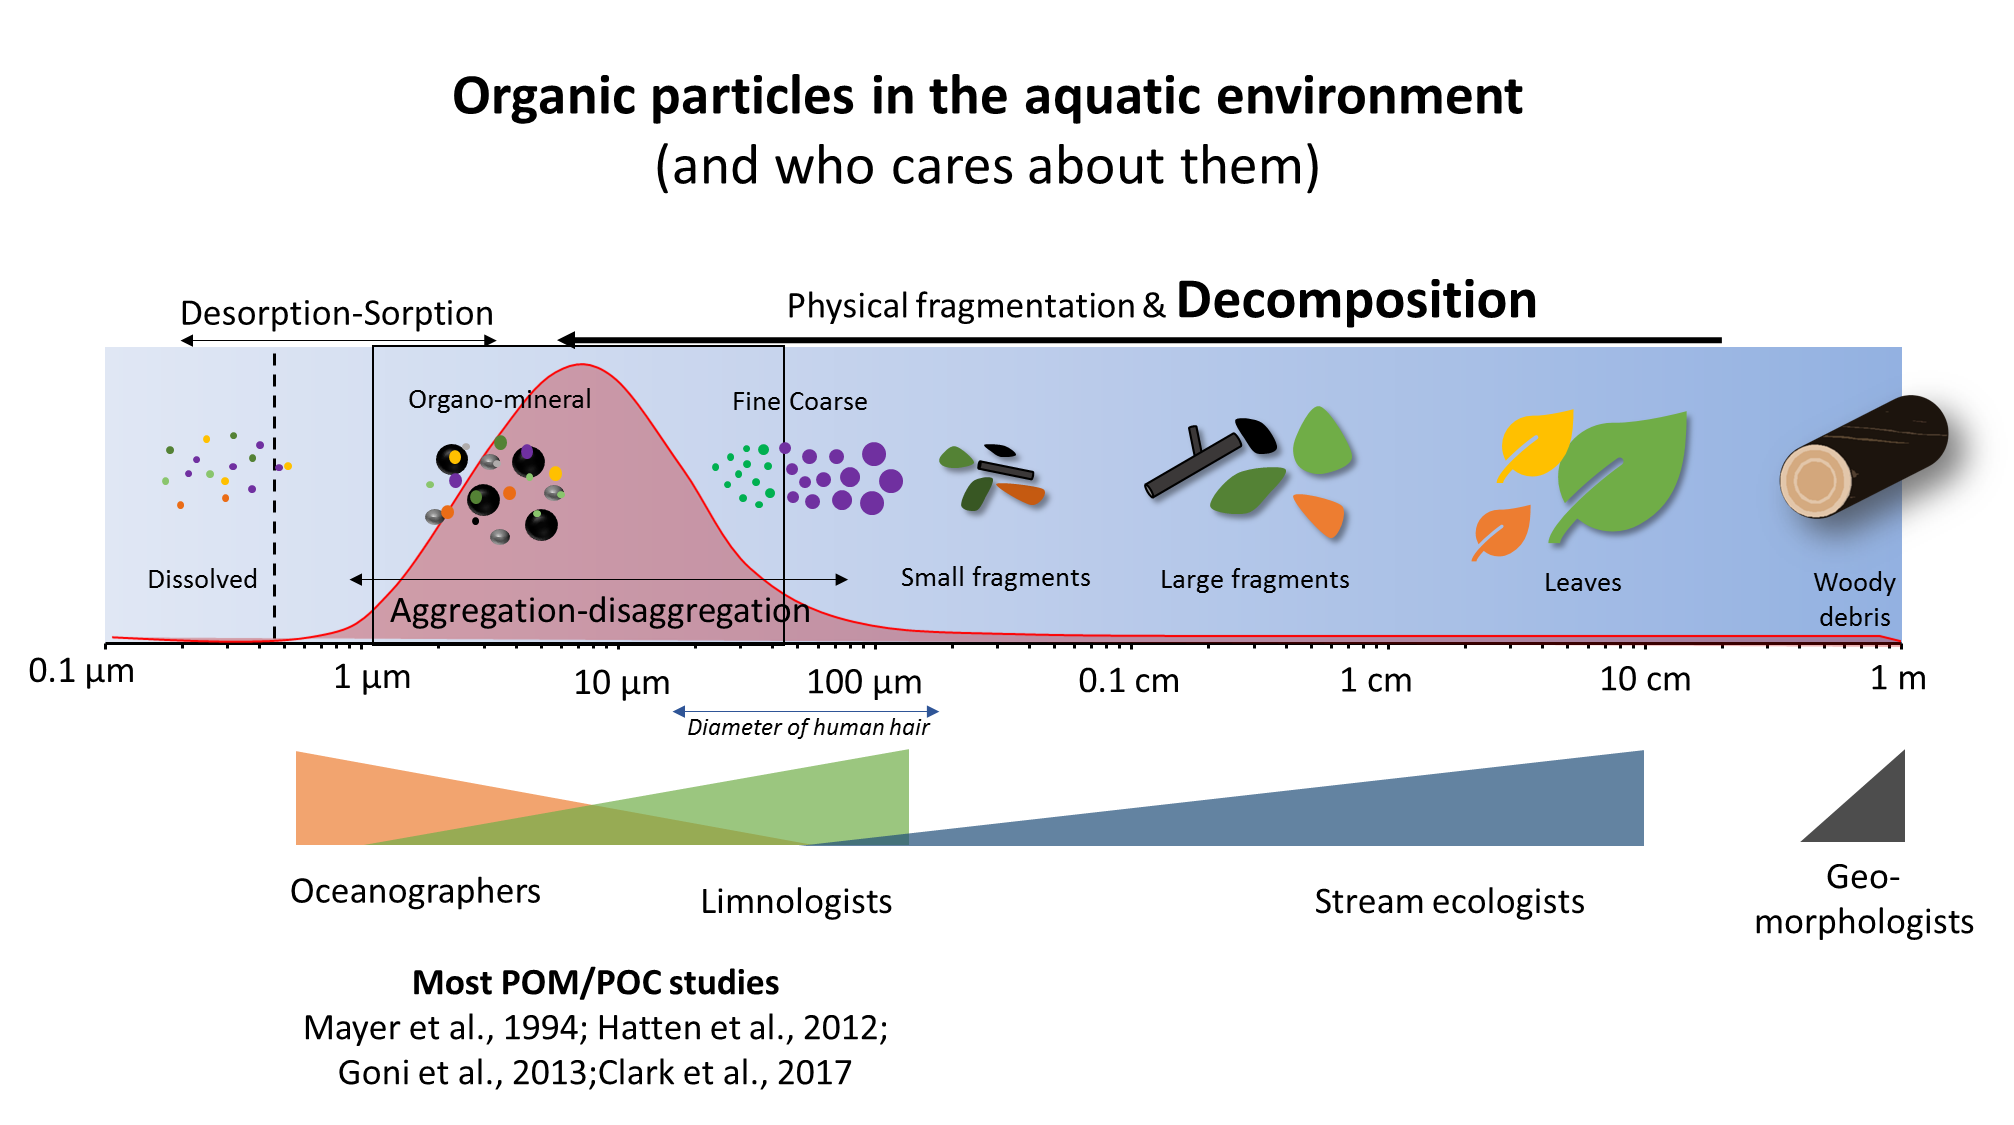 Organic particles in the aquatic environment
(and who cares about them)
Desorption-Sorption
Physical fragmentation & Decomposition
Organo-mineral
Fine Coarse
Dissolved
Aggregation-disaggregation
Small fragments
Large fragments
Leaves
Woody
debris
0.1 µm
1 µm
10 µm
100 µm
0.1 cm
1 cm
10 cm
1 m
Diameter of human hair
Oceanographers
Limnologists
Stream ecologists
Geo-
morphologists
Most POM/POC studies
Mayer et al., 1994; Hatten et al., 2012;
Goni et al., 2013;Clark et al., 2017